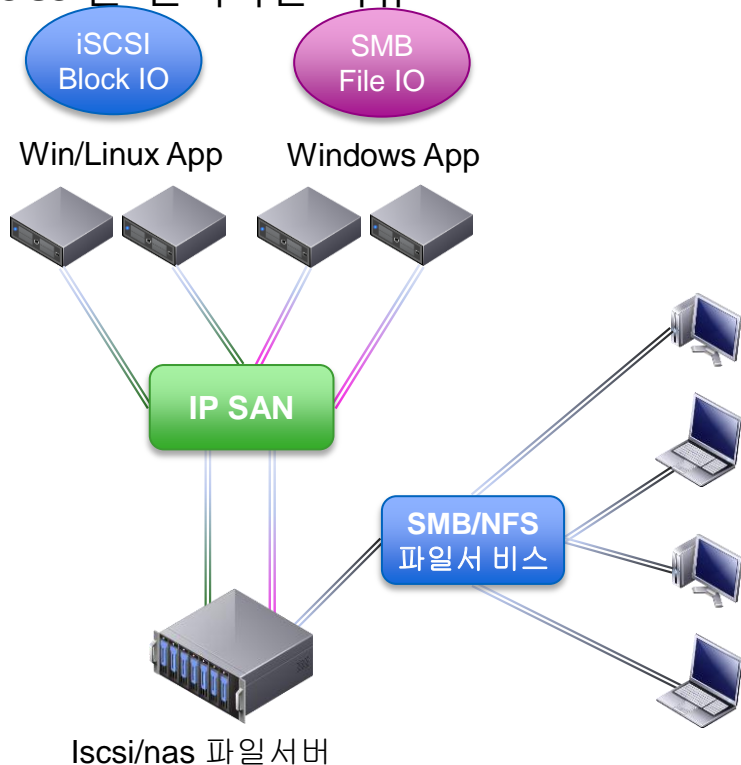 iSCSI
Block IO
SMB
File IO
Win/Linux App
Windows App
IP SAN
SMB/NFS
파일서 비스
Iscsi/nas 파일서버